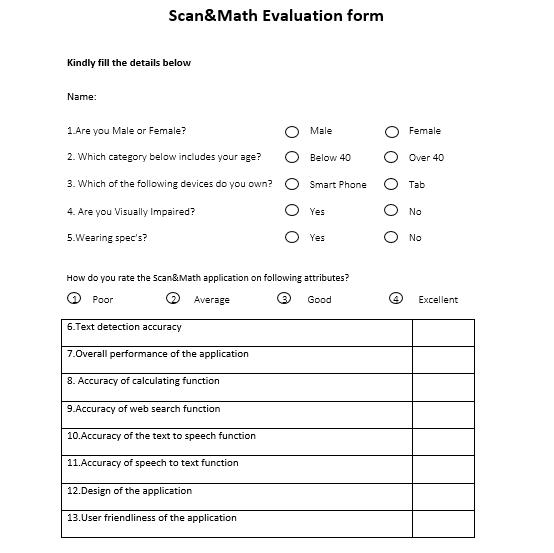 Scan&Math Evaluation form
Kindly fill the details below
Name:
1.Are you Male or Female? Male Female
2. Which category below includes your age? Below 40 Over 40
3. Which of the following devices do you own? Smart Phone Tab
4. Are you Visually Impaired? Yes No
5.Wearing spec's? Yes No
How do you rate the Scan&Math application on following attributes?
1 Poor 2 Average 3 Good 4 Excellent
6.Text detection accuracy
7.Overall performance of the application
8. Accuracy of calculating function
9.Accuracy of web search function
10.Accuracy of the text to speech function
11.Accuracy of speech to text function
12.Design of the application
13.User friendliness of the application